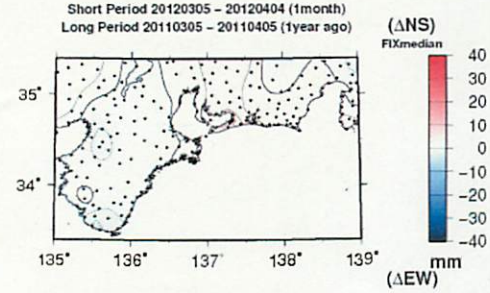 Short Period 20120305 – 20120404 (1month)
Long Period 20110305 – 20110405 (1year ago)
(ΔNS)
FIXmedian
40
30
20
10
0
−10
−20
−30
−40
mm
(ΔEW)
35°
34°
135° 136° 137° 138° 139°